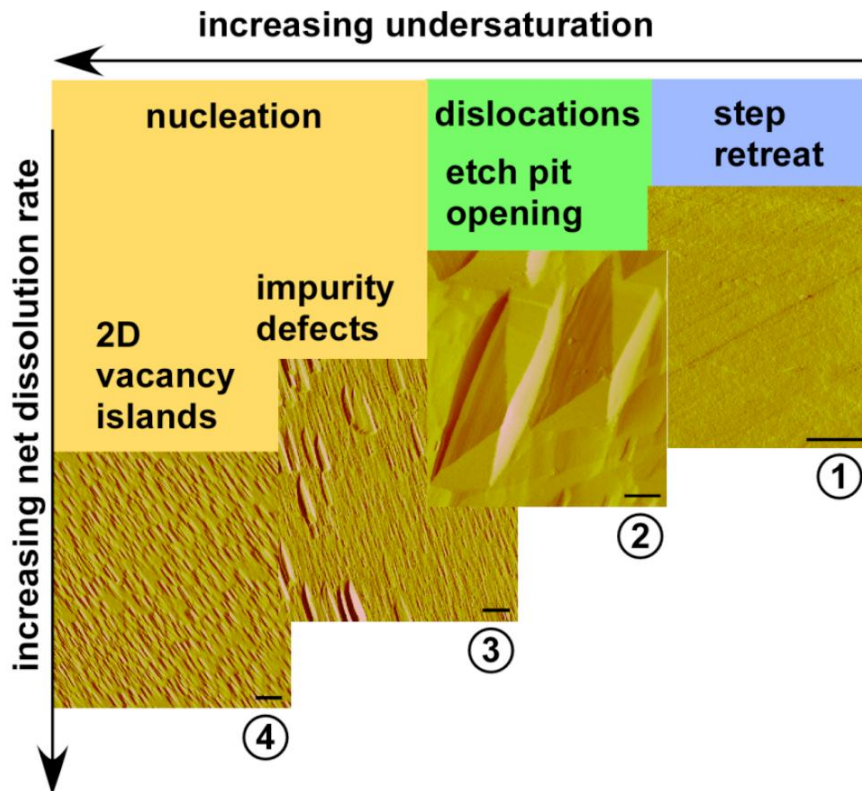 increasing undersaturation
increasing net dissolution rate
nucleation
dislocations
step
retreat
etch pit
opening
impurity
defects
2D
vacancy
islands
1
2
3
4